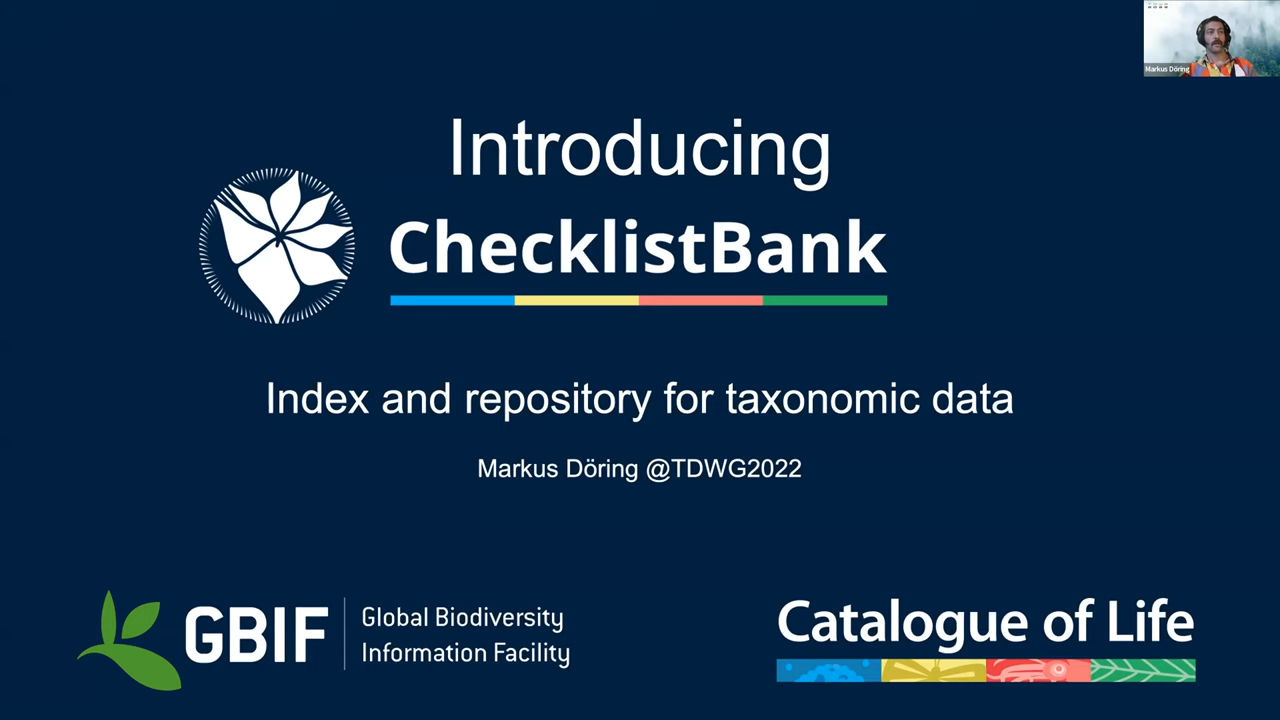 Markus Döring
Introducing
ChecklistBank
Index and repository for taxonomic data
Markus Döring @TDWG2022
GBIF
Global Biodiversity
Information Facility
Catalogue of Life